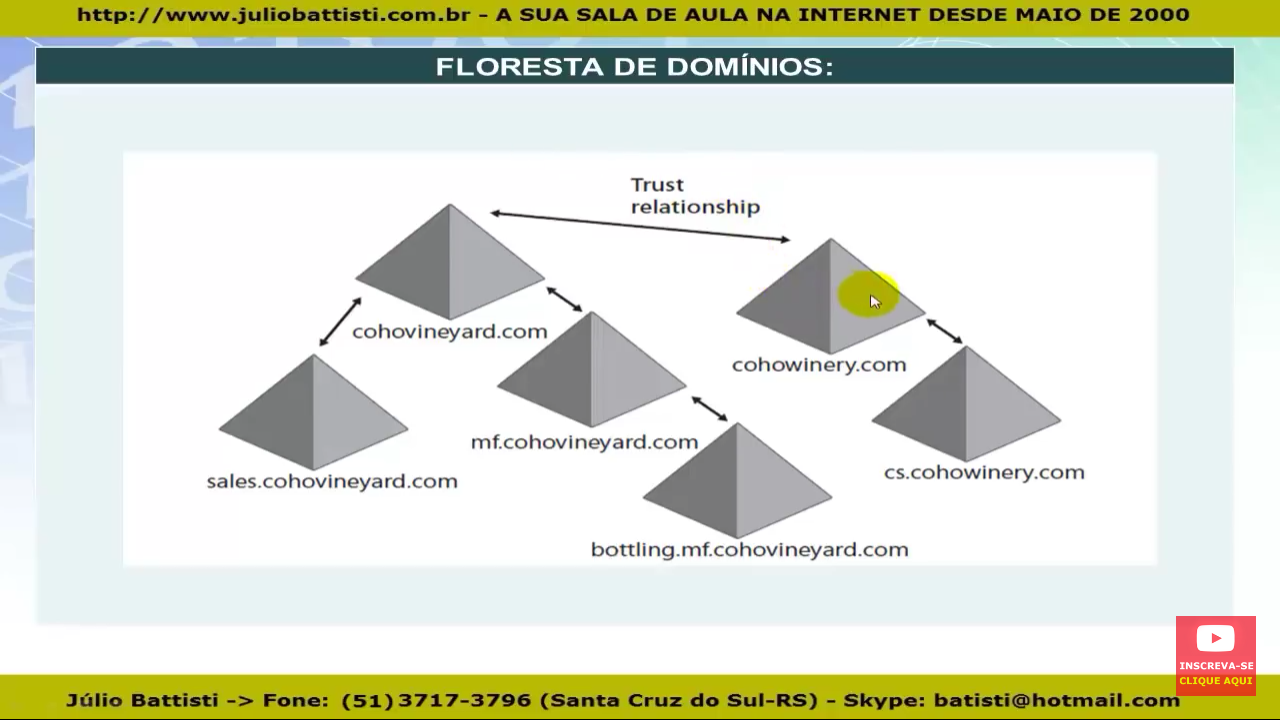 http://www.juliobattisti.com.br - A SUA SALA DE AULA NA INTERNET DESDE MAIO DE 2000
FLORESTA DE DOMÍNIOS:
Trust
relationship
cohovineyard.com
cohowinery.com
mf.cohovineyard.com
cs.cohowinery.com
sales.cohovineyard.com
bottling.mf.cohovineyard.com
INSCREVA-SE
CLIQUE AQUI
Júlio Battisti -> Fone: (51) 3717-3796 (Santa Cruz do Sul-RS) - Skype: batisti@hotmail.com